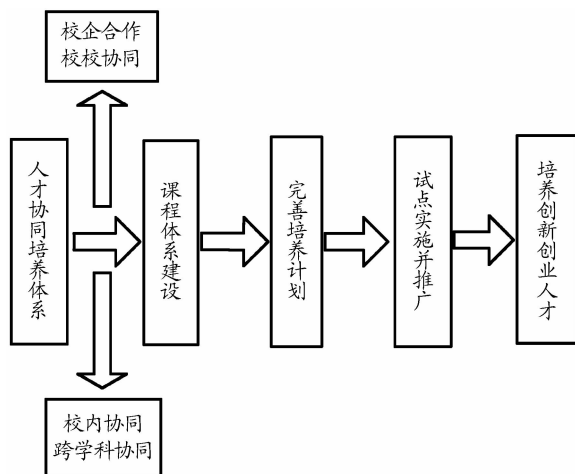 校企合作
校校协同
人才协同培养体系
课程体系建设
完善培养计划
试点实施并推广
培养创新创业人才
校内协同
跨学科协同